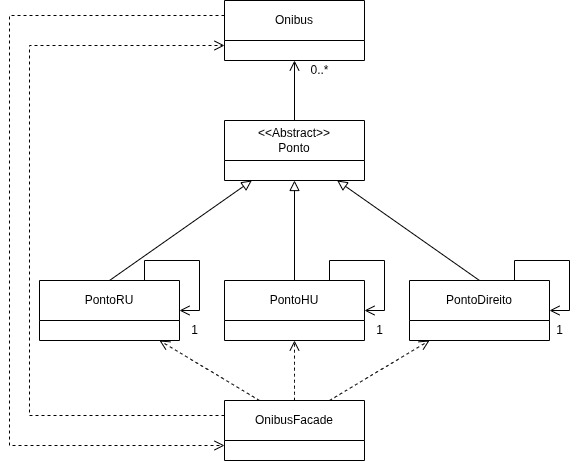 Onibus
0..*
<<Abstract>>
Ponto
PontoRU
PontoHU
PontoDireito
1
1
1
OnibusFacade